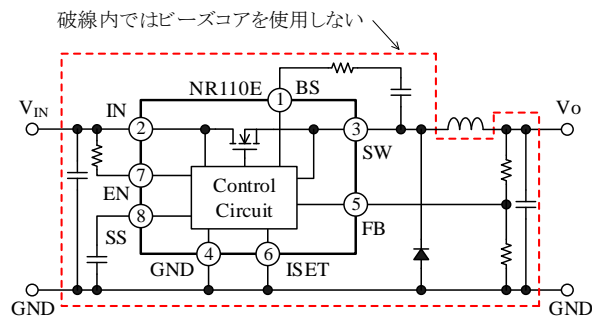 破線内ではビーズコアを使用しない
NR110E
BS
1
VIN
IN
2
3
SW
Vo
7
EN
Control
Circuit
5
FB
8
SS
4
GND
6
ISET
GND
GND